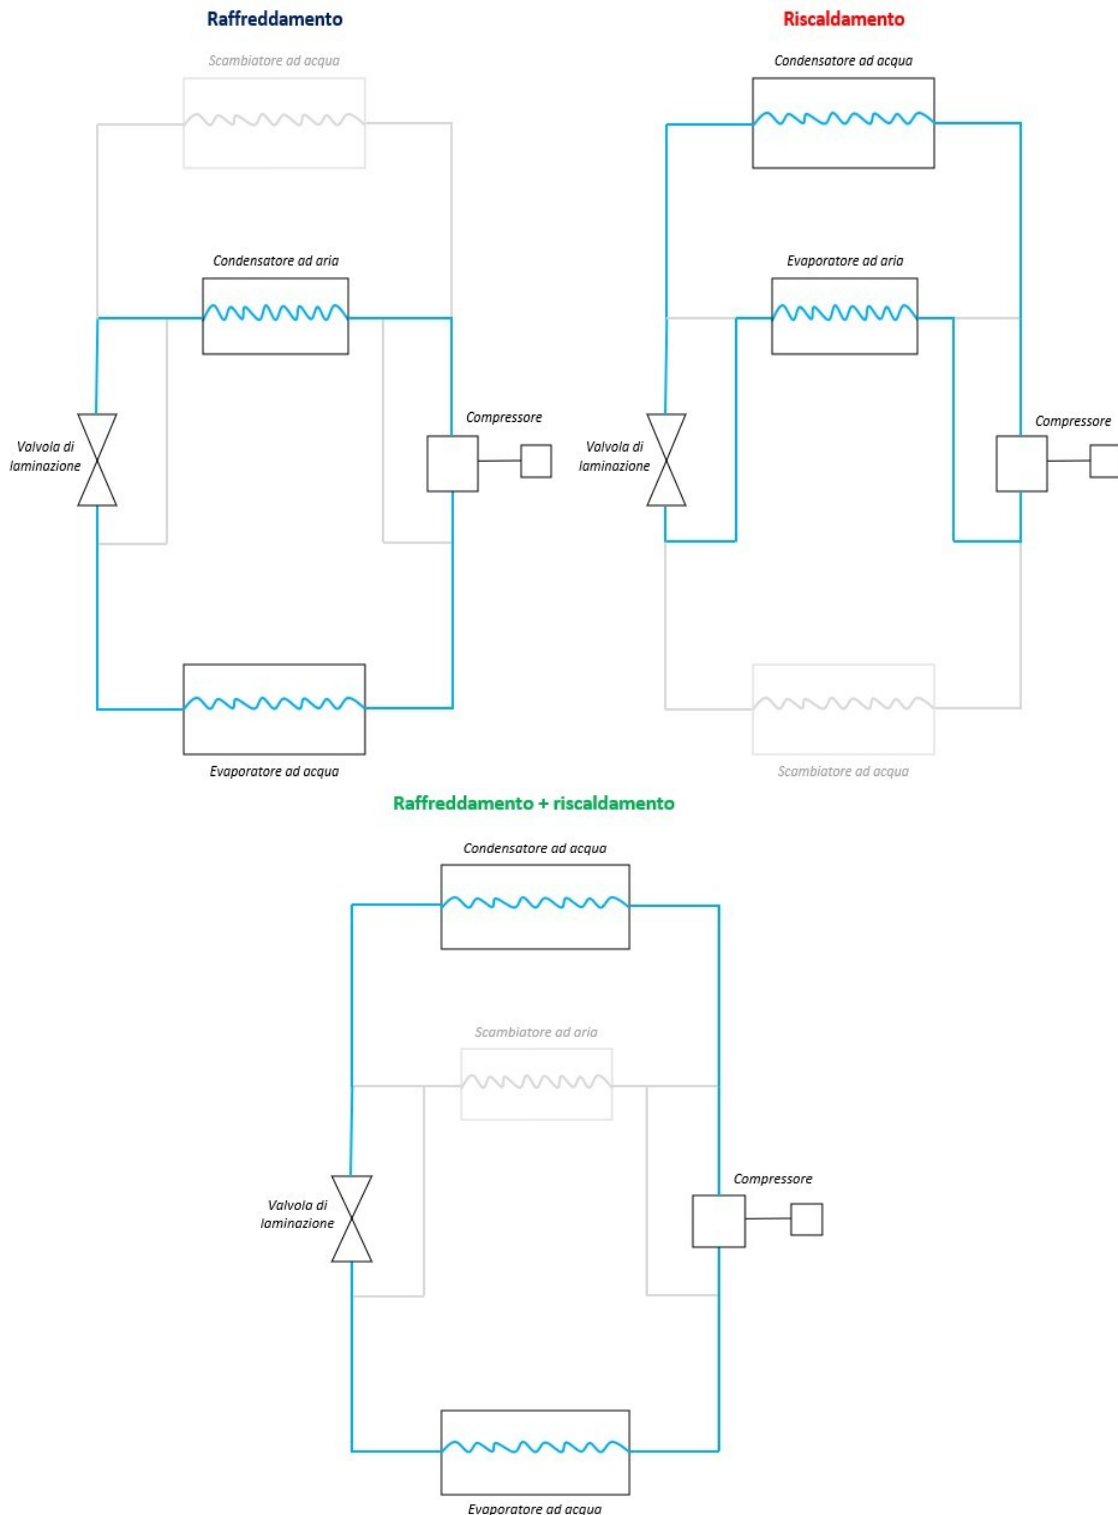 Raffreddamento
Scambiatore ad acqua
Condensatore ad aria
Valvola di
laminazione
Compressore
Evaporatore ad acqua
Riscaldamento
Condensatore ad acqua
Evaporatore ad aria
Valvola di
laminazione
Compressore
Scambiatore ad acqua
Raffreddamento + riscaldamento
Condensatore ad acqua
Scambiatore ad aria
Valvola di
laminazione
Compressore
Evaporatore ad acqua